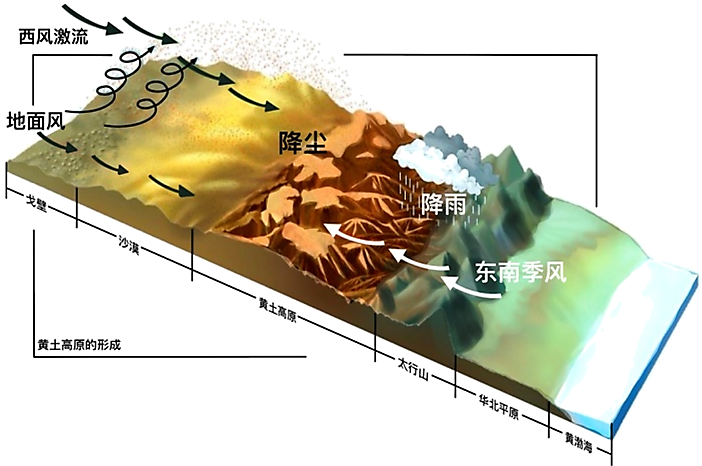 西风激流
地面风
降尘
降雨
东南季风
戈壁
沙漠
黄土高原
太行山
华北平原
黄渤海
黄土高原的形成